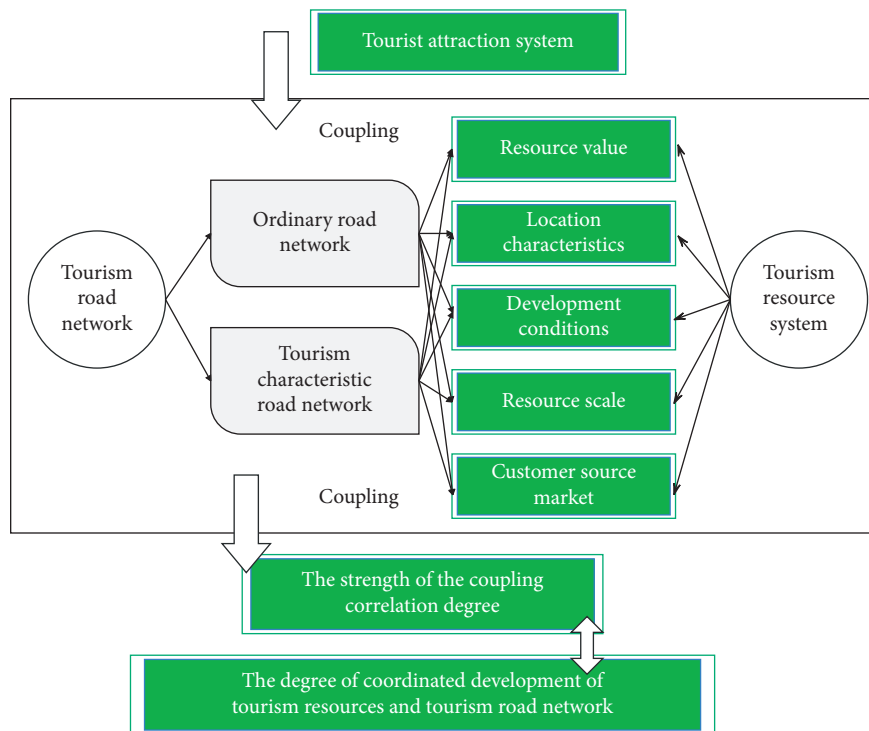 Tourist attraction system
Coupling
Resource value
Ordinary road
network
Location
characteristics
Tourism
road
network
Development
conditions
Tourism
resource
system
Tourism
characteristic
road network
Resource scale
Customer source
market
Coupling
The strength of the coupling
correlation degree
The degree of coordinated development of
tourism resources and tourism road network